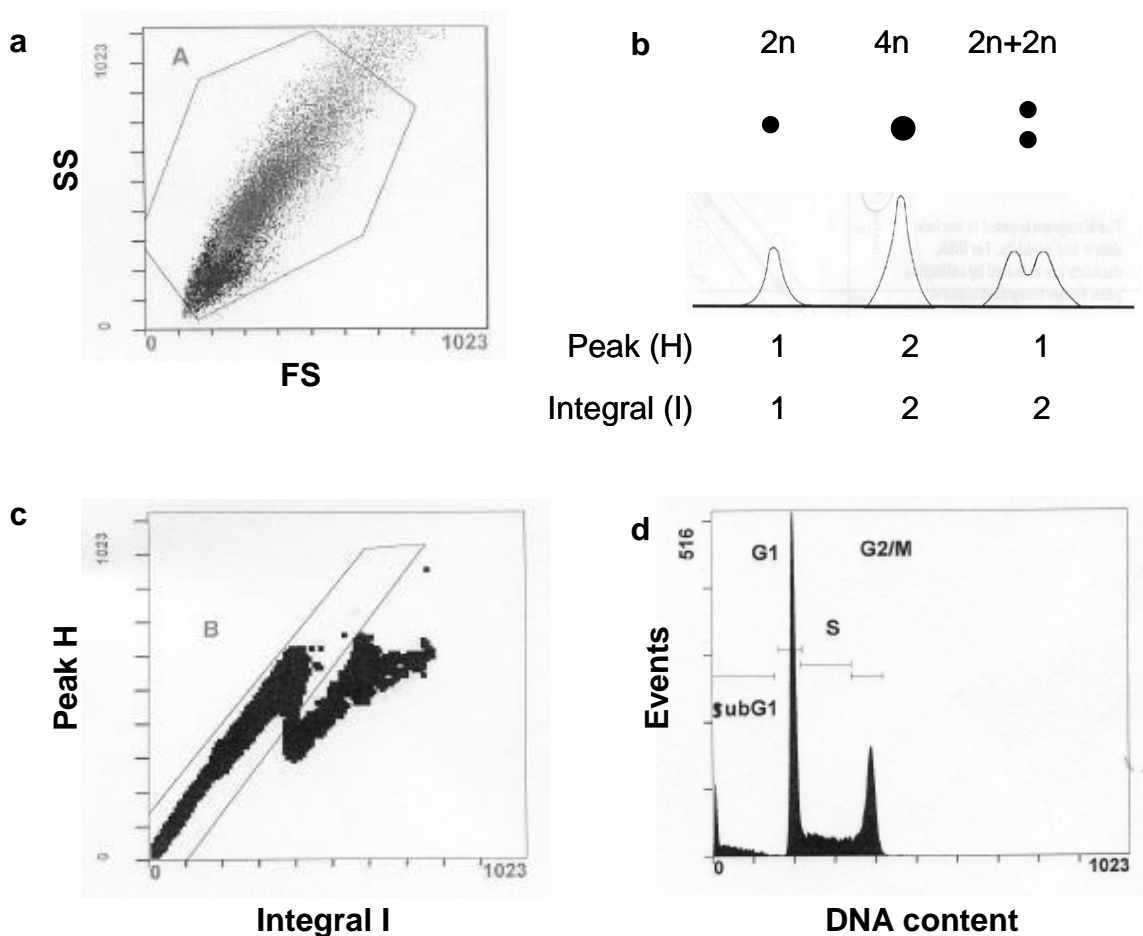 a
A
1023
0
SS
0
1023
FS
b
2n 4n 2n+2n
Peak (H) 1 2 1
Integral (I) 1 2 2
c
B
1023
0
Peak H
0
1023
Integral I
d
516
G1
G2/M
S
subG1
Events
0
1023
DNA content